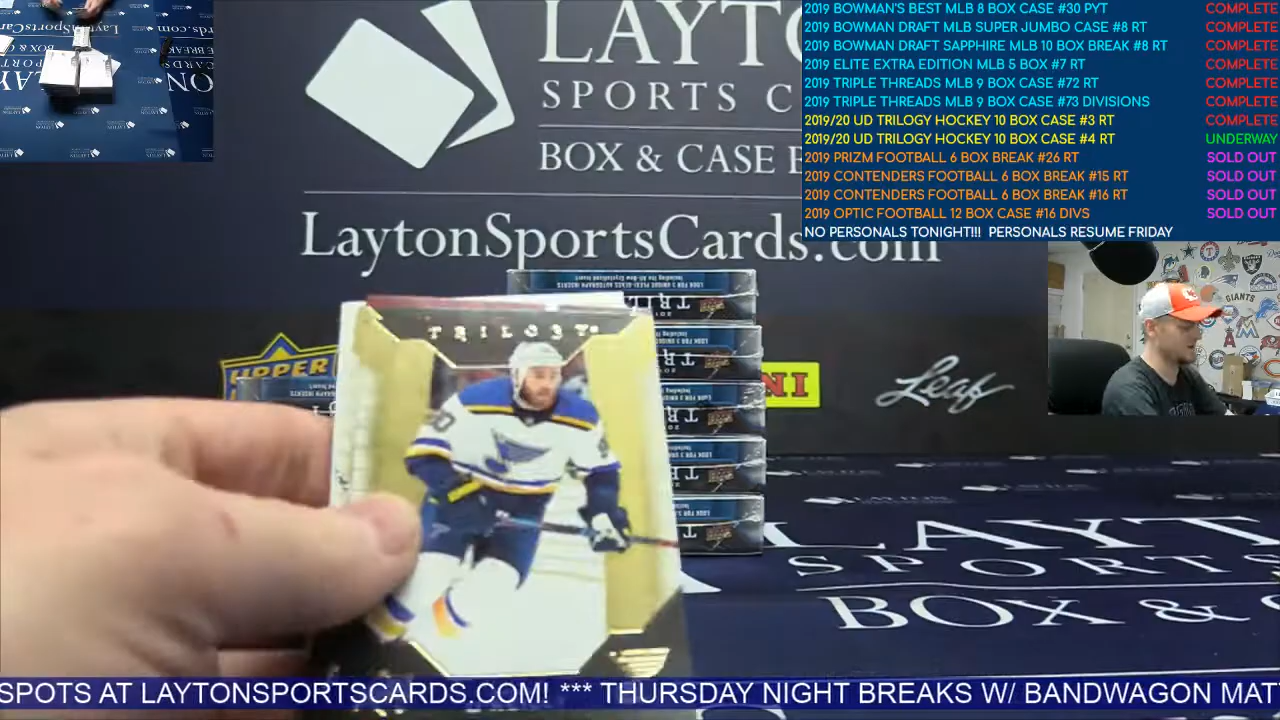 LAYTO
SPORTS C
BOX & CASE B
LaytonSportsCards.com
2019 BOWMAN'S BEST MLB 8 BOX CASE #30 PYT COMPLETE
2019 BOWMAN DRAFT MLB SUPER JUMBO CASE #8 RT COMPLETE
2019 BOWMAN DRAFT SAPPHIRE MLB 10 BOX BREAK #8 RT COMPLETE
2019 ELITE EXTRA EDITION MLB 5 BOX #7 RT COMPLETE
2019 TRIPLE THREADS MLB 9 BOX CASE #72 RT COMPLETE
2019 TRIPLE THREADS MLB 9 BOX CASE #73 DIVISIONS COMPLETE
2019/20 UD TRILOGY HOCKEY 10 BOX CASE #3 RT COMPLETE
2019/20 UD TRILOGY HOCKEY 10 BOX CASE #4 RT UNDERWAY
2019 PRIZM FOOTBALL 6 BOX BREAK #26 RT SOLD OUT
2019 CONTENDERS FOOTBALL 6 BOX BREAK #15 RT SOLD OUT
2019 CONTENDERS FOOTBALL 6 BOX BREAK #16 RT SOLD OUT
2019 OPTIC FOOTBALL 12 BOX CASE #16 DIVS SOLD OUT
NO PERSONALS TONIGHT!!! PERSONALS RESUME FRIDAY
GIANTS
UPPER
TRILOGY
NI
Leaf
LAYT
SPORTS
BOX & C
SPOTS AT LAYTONSPORTSCARDS.COM! *** THURSDAY NIGHT BREAKS W/ BANDWAGON MAT